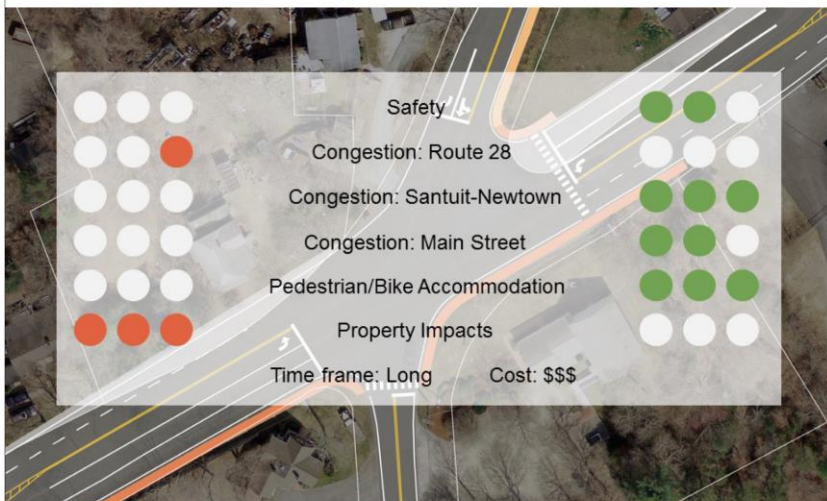 Safety
Congestion: Route 28
Congestion: Santuit-Newtown
Congestion: Main Street
Pedestrian/Bike Accommodation
Property Impacts
Time frame: Long Cost: $$$